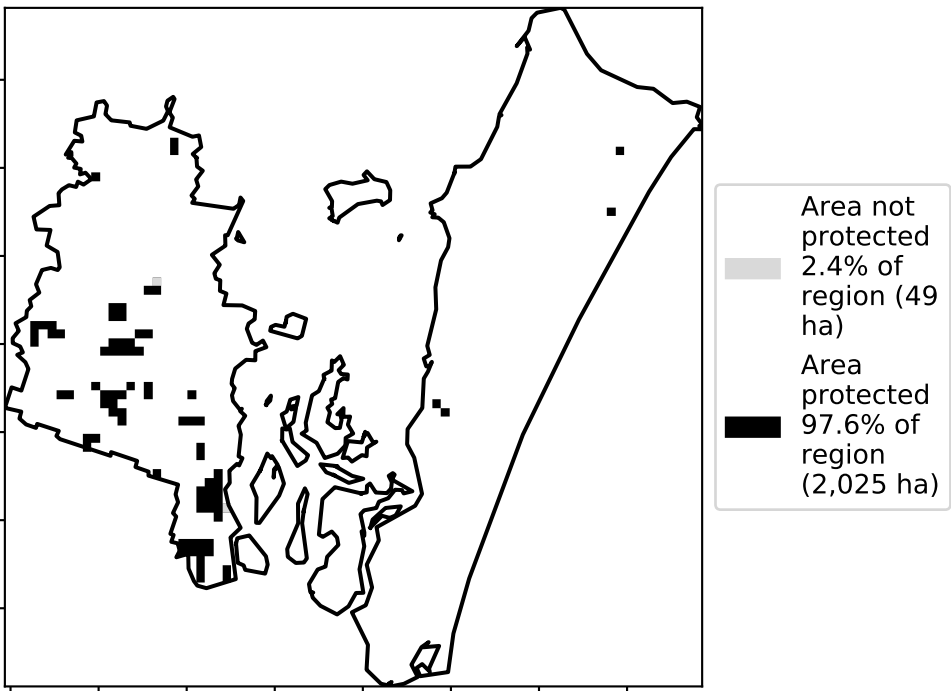 Area not
protected
2.4% of
region (49
ha)
Area
protected
97.6% of
region
(2,025 ha)